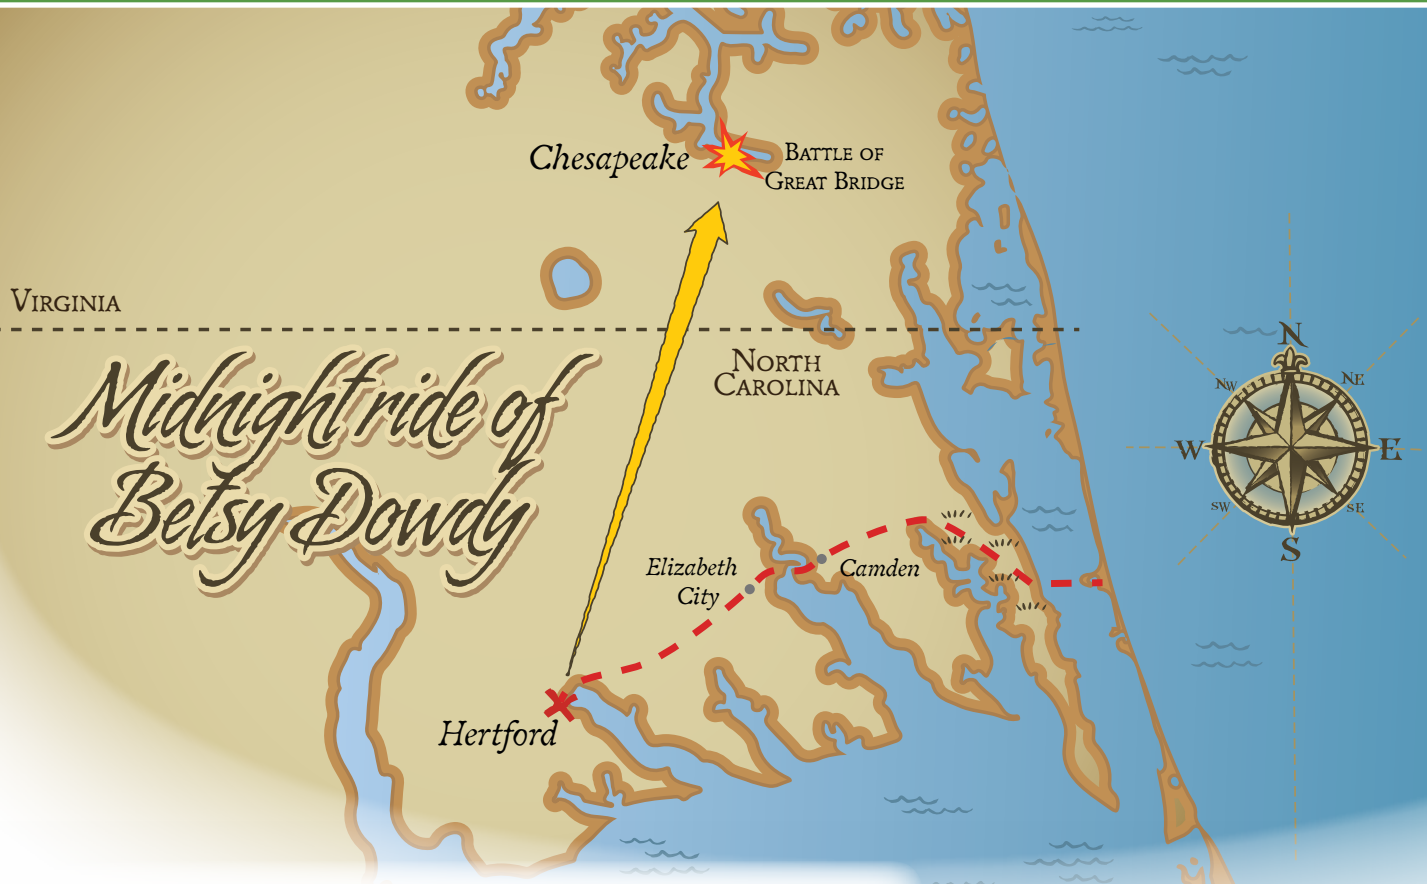 Chesapeake
BATTLE OF
GREAT BRIDGE
VIRGINIA
NORTH
CAROLINA
Midnight ride of
Betsy Dowdy
N
NW
NE
W
E
SW
SE
S
Elizabeth
City
Camden
Hertford